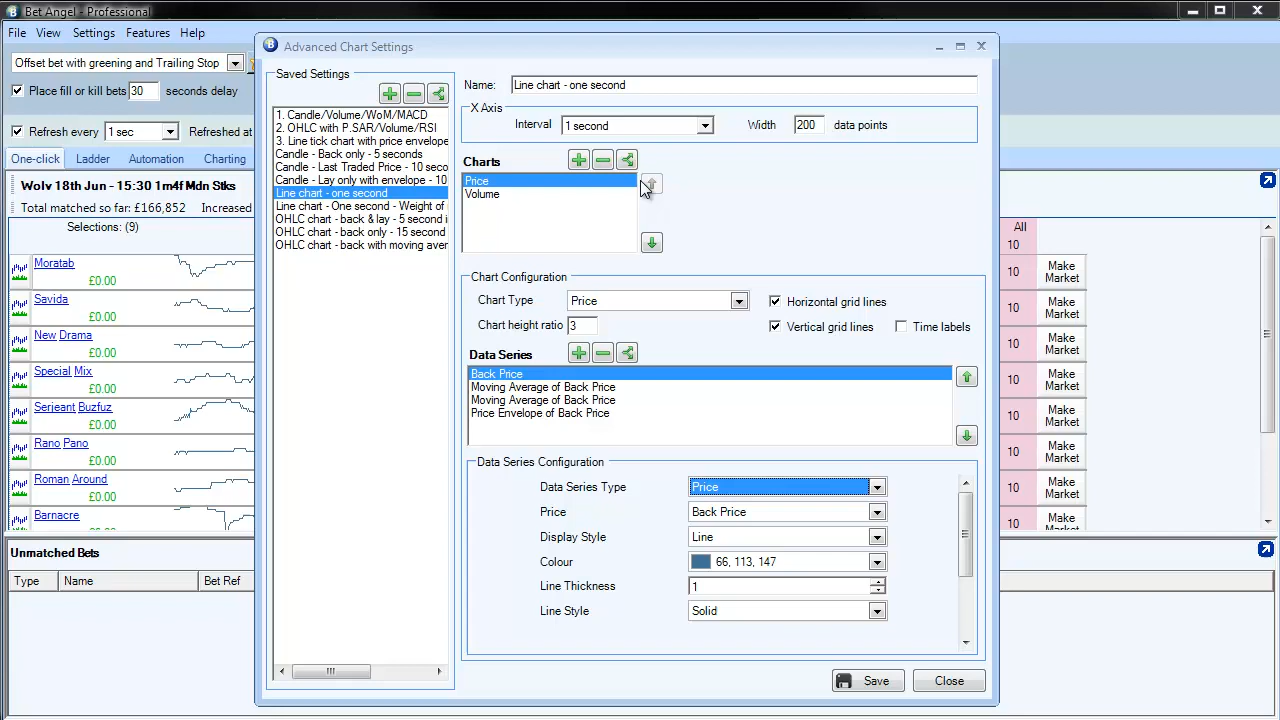 Bet Angel - Professional
File View Settings Features Help
Offset bet with greening and Trailing Stop
Place fill or kill bets 30 seconds delay
Refresh every 1 sec Refreshed at
One-click Ladder Automation Charting
Wolv 18th Jun - 15:30 1m4f Mdn Stks
Total matched so far: £166,852
Selections: (9)
Moratab
£0.00
Savida
£0.00
New Drama
£0.00
Special Mix
£0.00
Serjeant Buzfuz
£0.00
Rano Pano
£0.00
Roman Around
£0.00
Barnacre
Unmatched Bets
Type Name Bet Ref
Advanced Chart Settings
Saved Settings
1. Candle/Volume/WoM/MACD
2. OHLC with P.SAR/Volume/RSI
3. Line tick chart with price envelope
Candle - Back only - 5 seconds
Candle - Last Traded Price - 10 seco
Candle - Lay only with envelope - 10
Line chart - one second
Line chart - One second - Weight of
OHLC chart - back & lay - 5 second i
OHLC chart - back only - 15 second
OHLC chart - back with moving aver
Name: Line chart - one second
X Axis
Interval 1 second Width 200 data points
Charts
Price
Volume
Chart Configuration
Chart Type Price Horizontal grid lines
Chart height ratio 3 Vertical grid lines Time labels
Data Series
Back Price
Moving Average of Back Price
Moving Average of Back Price
Price Envelope of Back Price
Data Series Configuration
Data Series Type Price
Price Back Price
Display Style Line
Colour 66, 113, 147
Line Thickness 1
Line Style Solid
Save Close
All
10
10 Make Market
10 Make Market
10 Make Market
10 Make Market
10 Make Market
10 Make Market
10 Make Market
10 Make Market